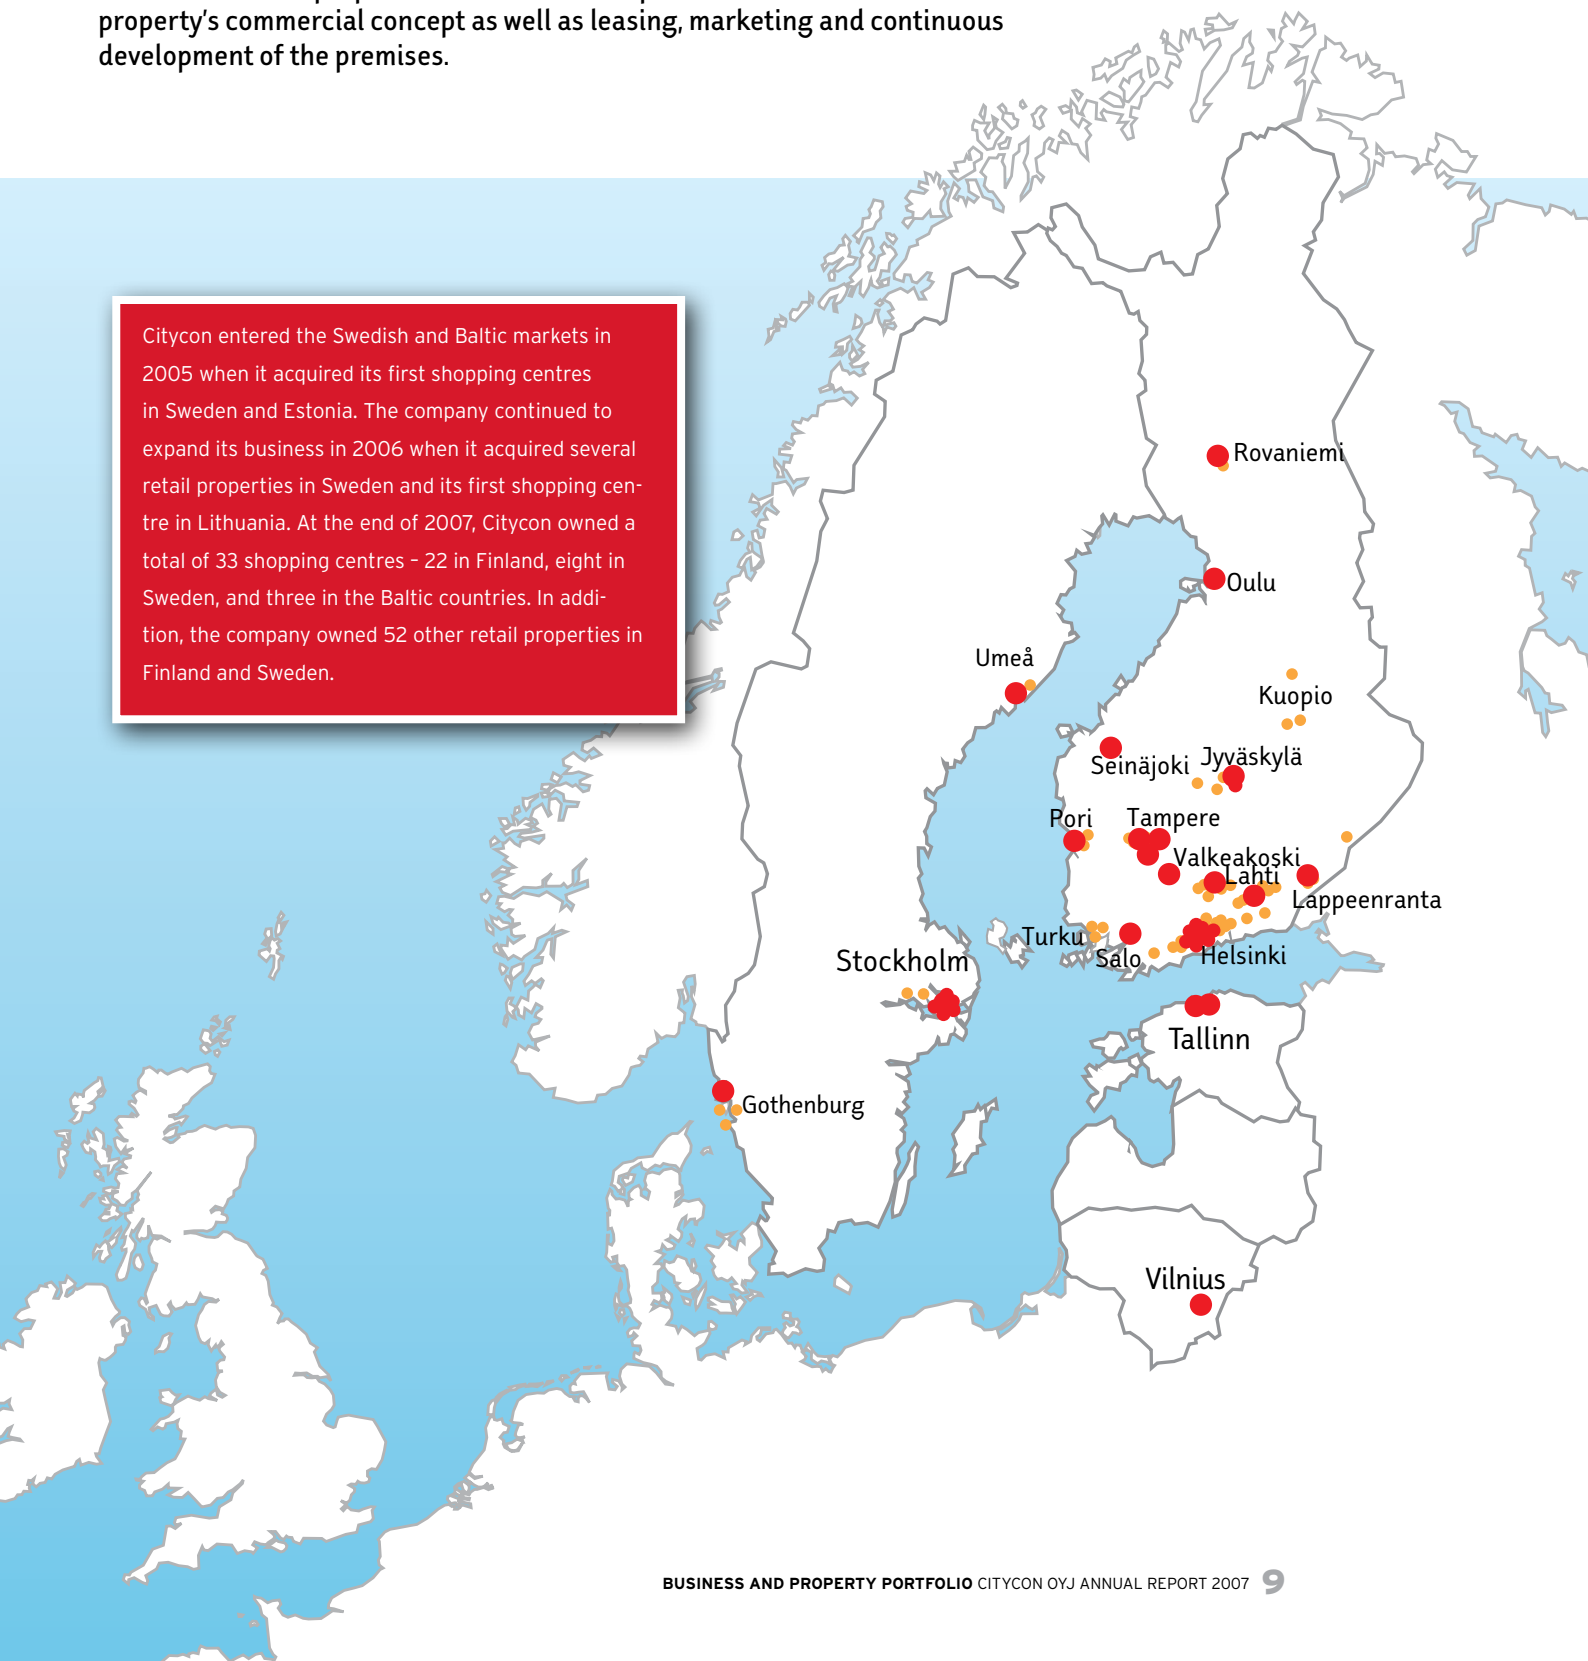 property's commercial concept as well as leasing, marketing and continuous
development of the premises.
Citycon entered the Swedish and Baltic markets in
2005 when it acquired its first shopping centres
in Sweden and Estonia. The company continued to
expand its business in 2006 when it acquired several
retail properties in Sweden and its first shopping cen-
tre in Lithuania. At the end of 2007, Citycon owned a
total of 33 shopping centres – 22 in Finland, eight in
Sweden, and three in the Baltic countries. In addi-
tion, the company owned 52 other retail properties in
Finland and Sweden.
Rovaniemi
Oulu
Umeå
Kuopio
Seinäjoki
Jyväskylä
Pori
Tampere
Valkeakoski
Lahti
Lappeenranta
Turku
Salo
Helsinki
Stockholm
Tallinn
Gothenburg
Vilnius
BUSINESS AND PROPERTY PORTFOLIO CITYCON OYJ ANNUAL REPORT 2007 9